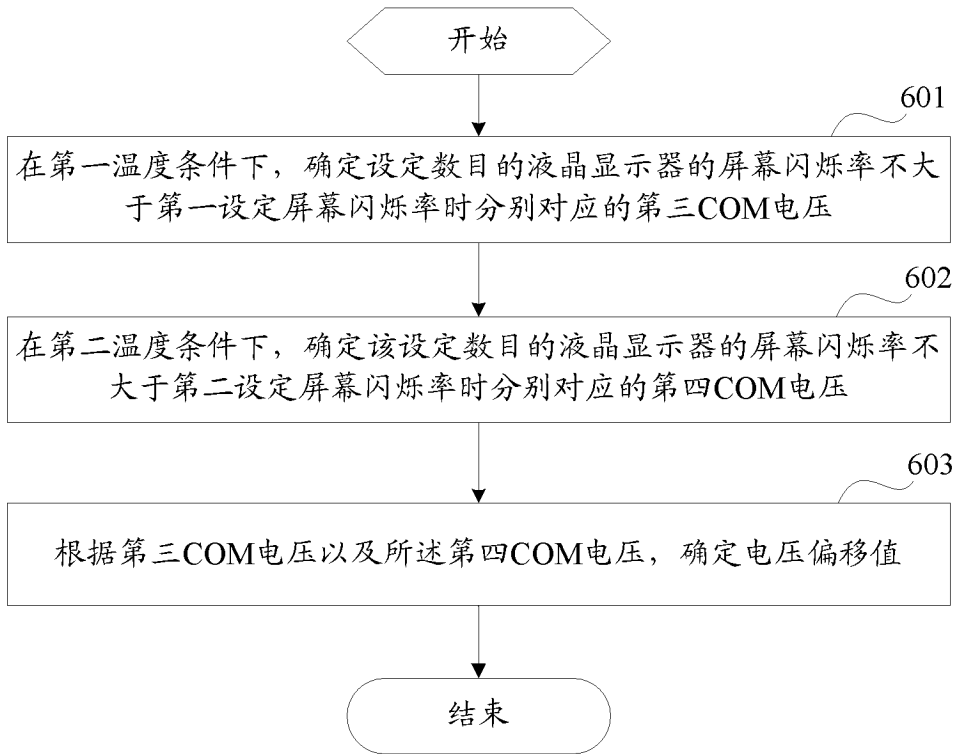 开始
601
在第一温度条件下，确定设定数目的液晶显示器的屏幕闪烁率不大
于第一设定屏幕闪烁率时分别对应的第三COM电压
602
在第二温度条件下，确定该设定数目的液晶显示器的屏幕闪烁率不
大于第二设定屏幕闪烁率时分别对应的第四COM电压
603
根据第三COM电压以及所述第四COM电压，确定电压偏移值
结束